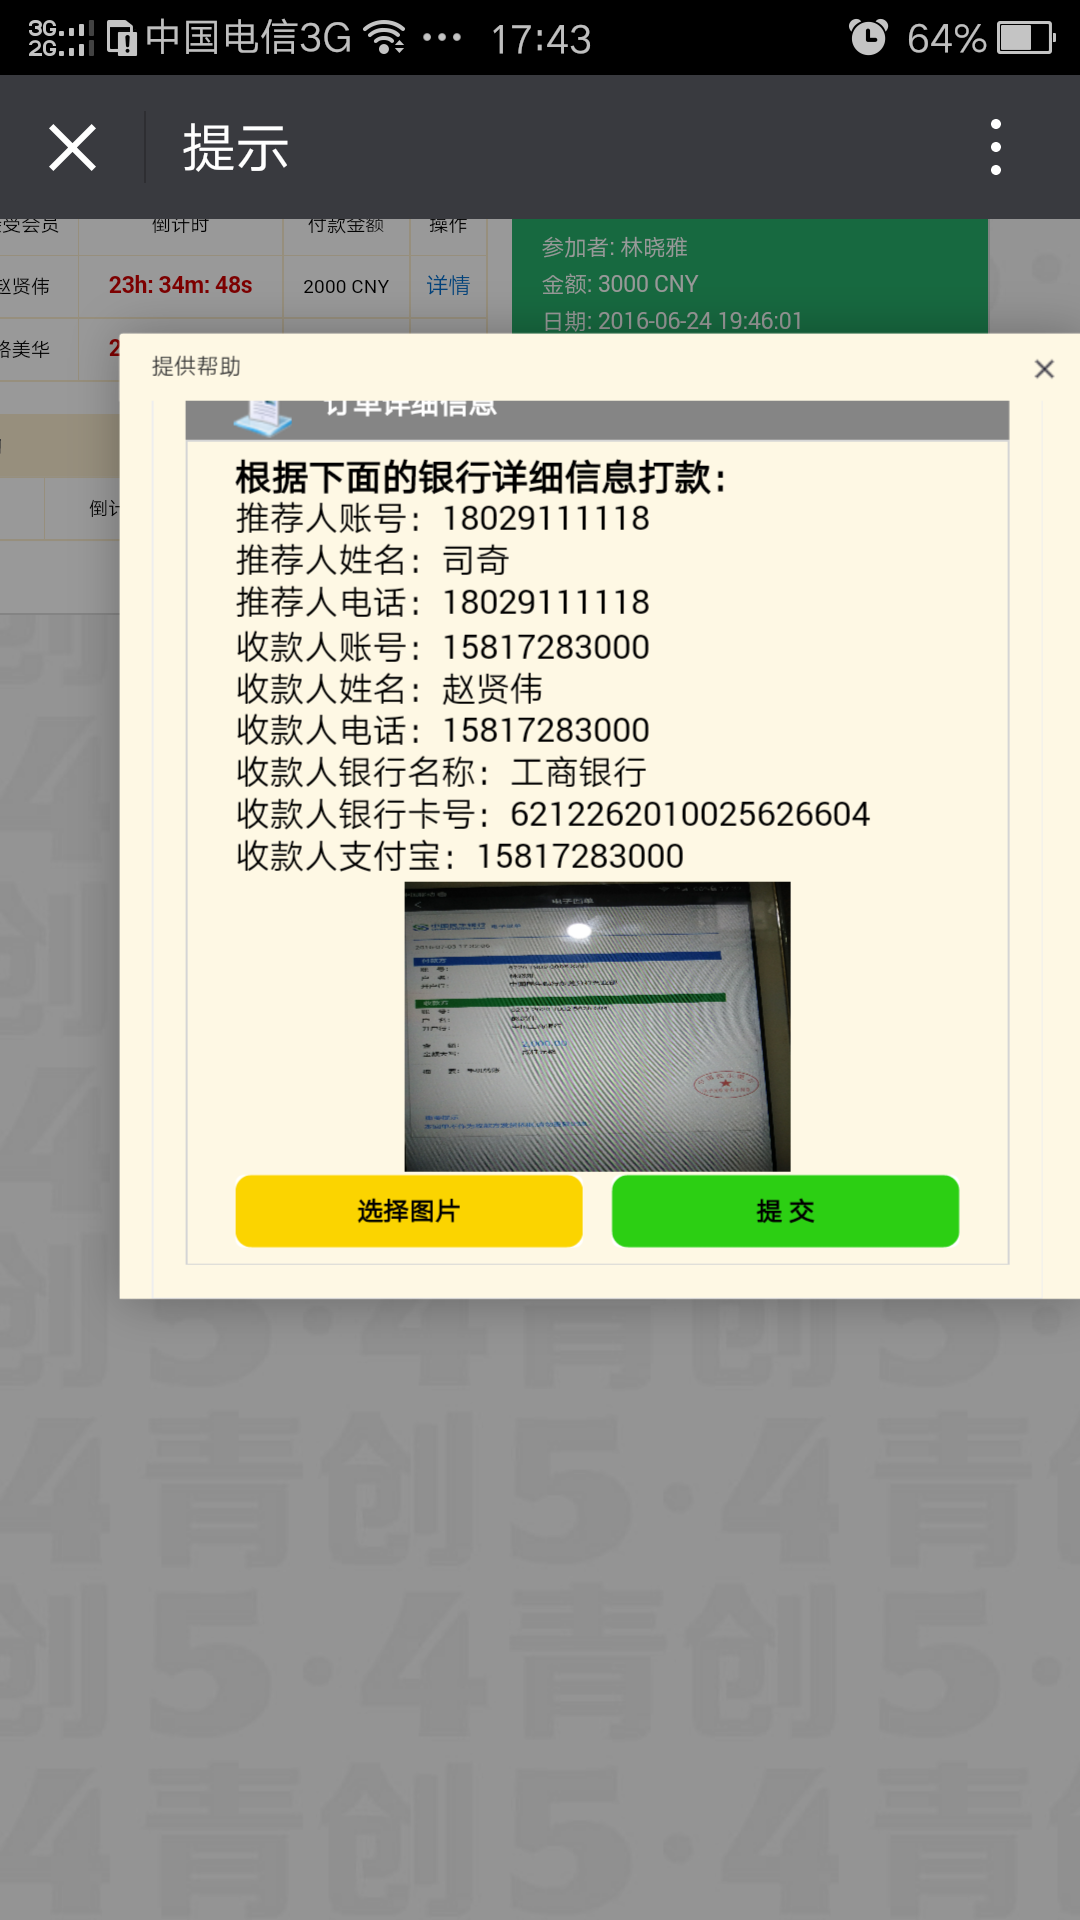 3G
2G
中国电信3G ... 17:43 64%
提示
受会员 倒计时 付款金额 操作
赵贤伟 23h: 34m: 48s 2000 CNY 详情
美华 2
倒计
参加者: 林晓雅
金额: 3000 CNY
日期: 2016-06-24 19:46:01
提供帮助
订单详细信息
根据下面的银行详细信息打款：
推荐人账号：18029111118
推荐人姓名：司奇
推荐人电话：18029111118
收款人账号：15817283000
收款人姓名：赵贤伟
收款人电话：15817283000
收款人银行名称：工商银行
收款人银行卡号：6212262010025626604
收款人支付宝：15817283000
电子回单
选择图片 提 交
创5·4青创5·
4青创5·4青
创5·4青创5·
4青创5·4青